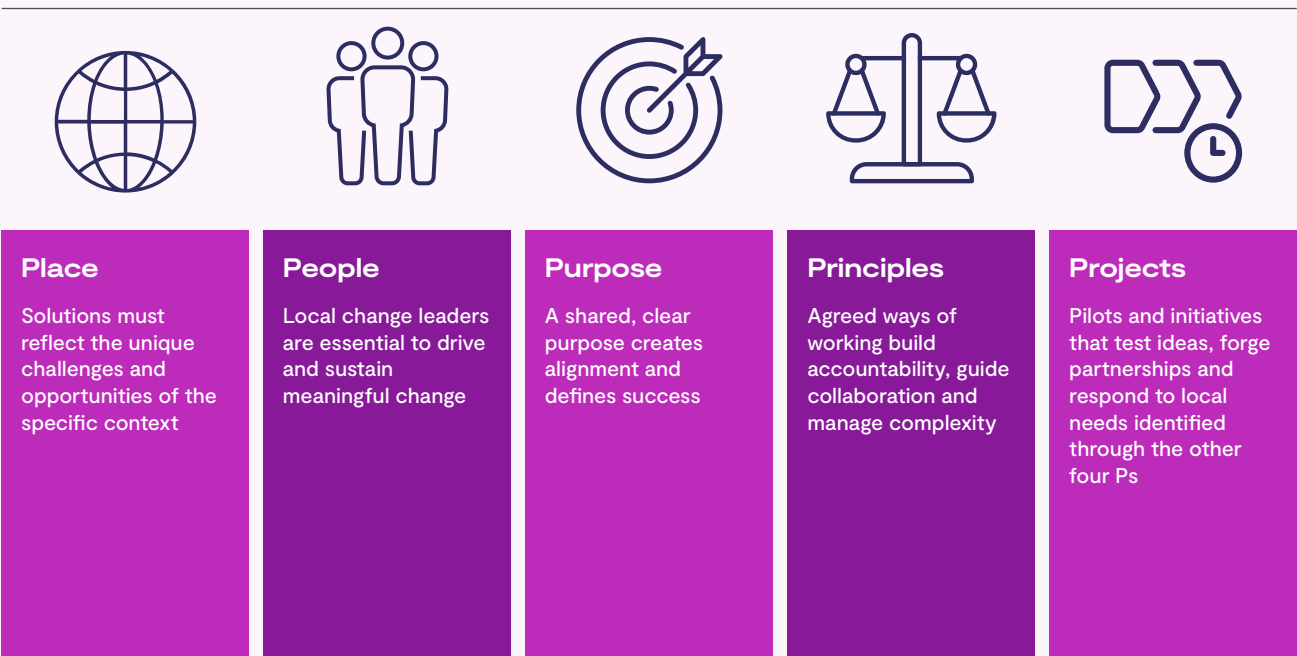 Place
Solutions must
reflect the unique
challenges and
opportunities of the
specific context
People
Local change leaders
are essential to drive
and sustain
meaningful change
Purpose
A shared, clear
purpose creates
alignment and
defines success
Principles
Agreed ways of
working build
accountability, guide
collaboration and
manage complexity
Projects
Pilots and initiatives
that test ideas, forge
partnerships and
respond to local
needs identified
through the other
four Ps